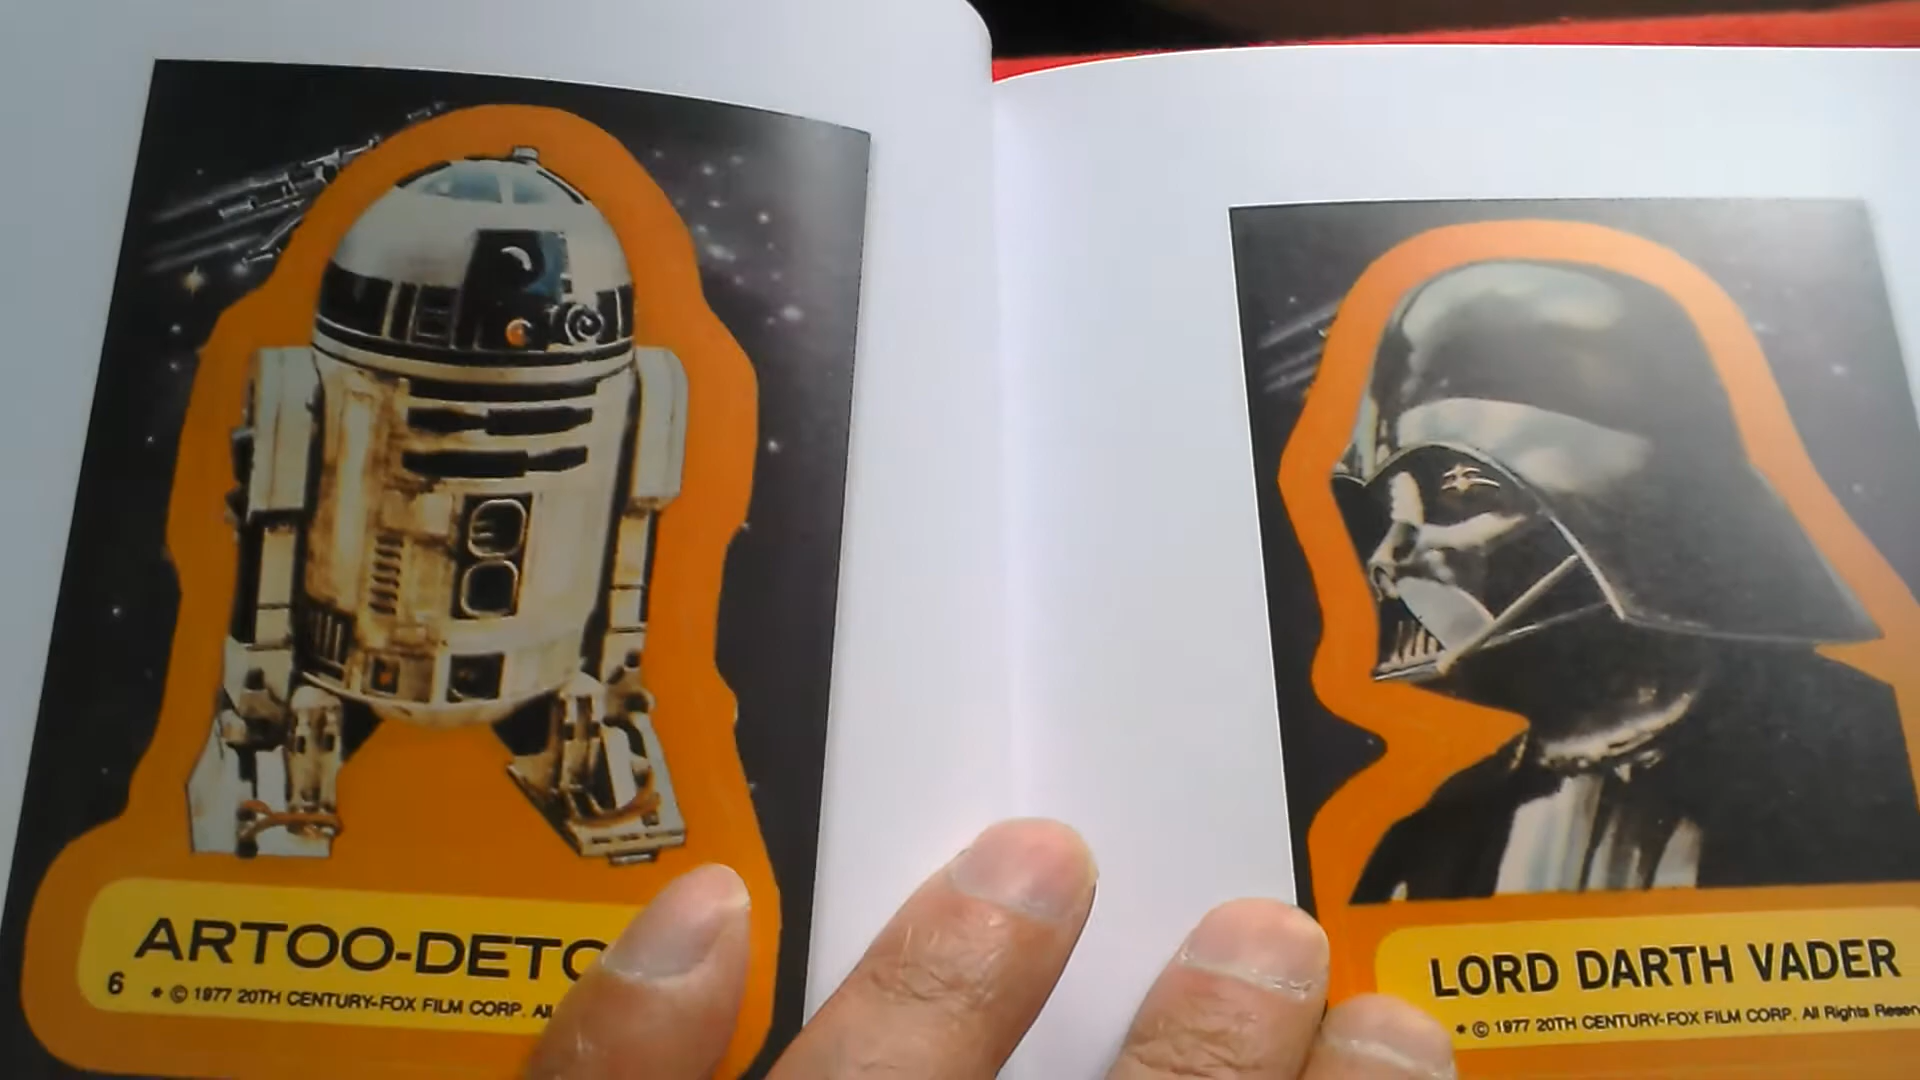 ARTOO-DETO
6 * © 1977 20TH CENTURY-FOX FILM CORP. All
LORD DARTH VADER
* © 1977 20TH CENTURY-FOX FILM CORP. All Rights Reser